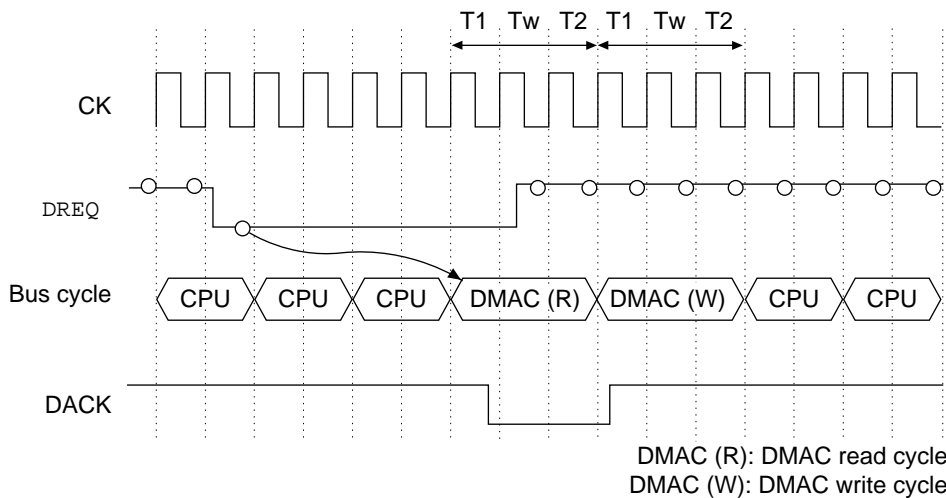 T1 Tw T2 T1 Tw T2
CK
DREQ
Bus cycle CPU CPU CPU DMAC (R) DMAC (W) CPU CPU
DACK
DMAC (R): DMAC read cycle
DMAC (W): DMAC write cycle